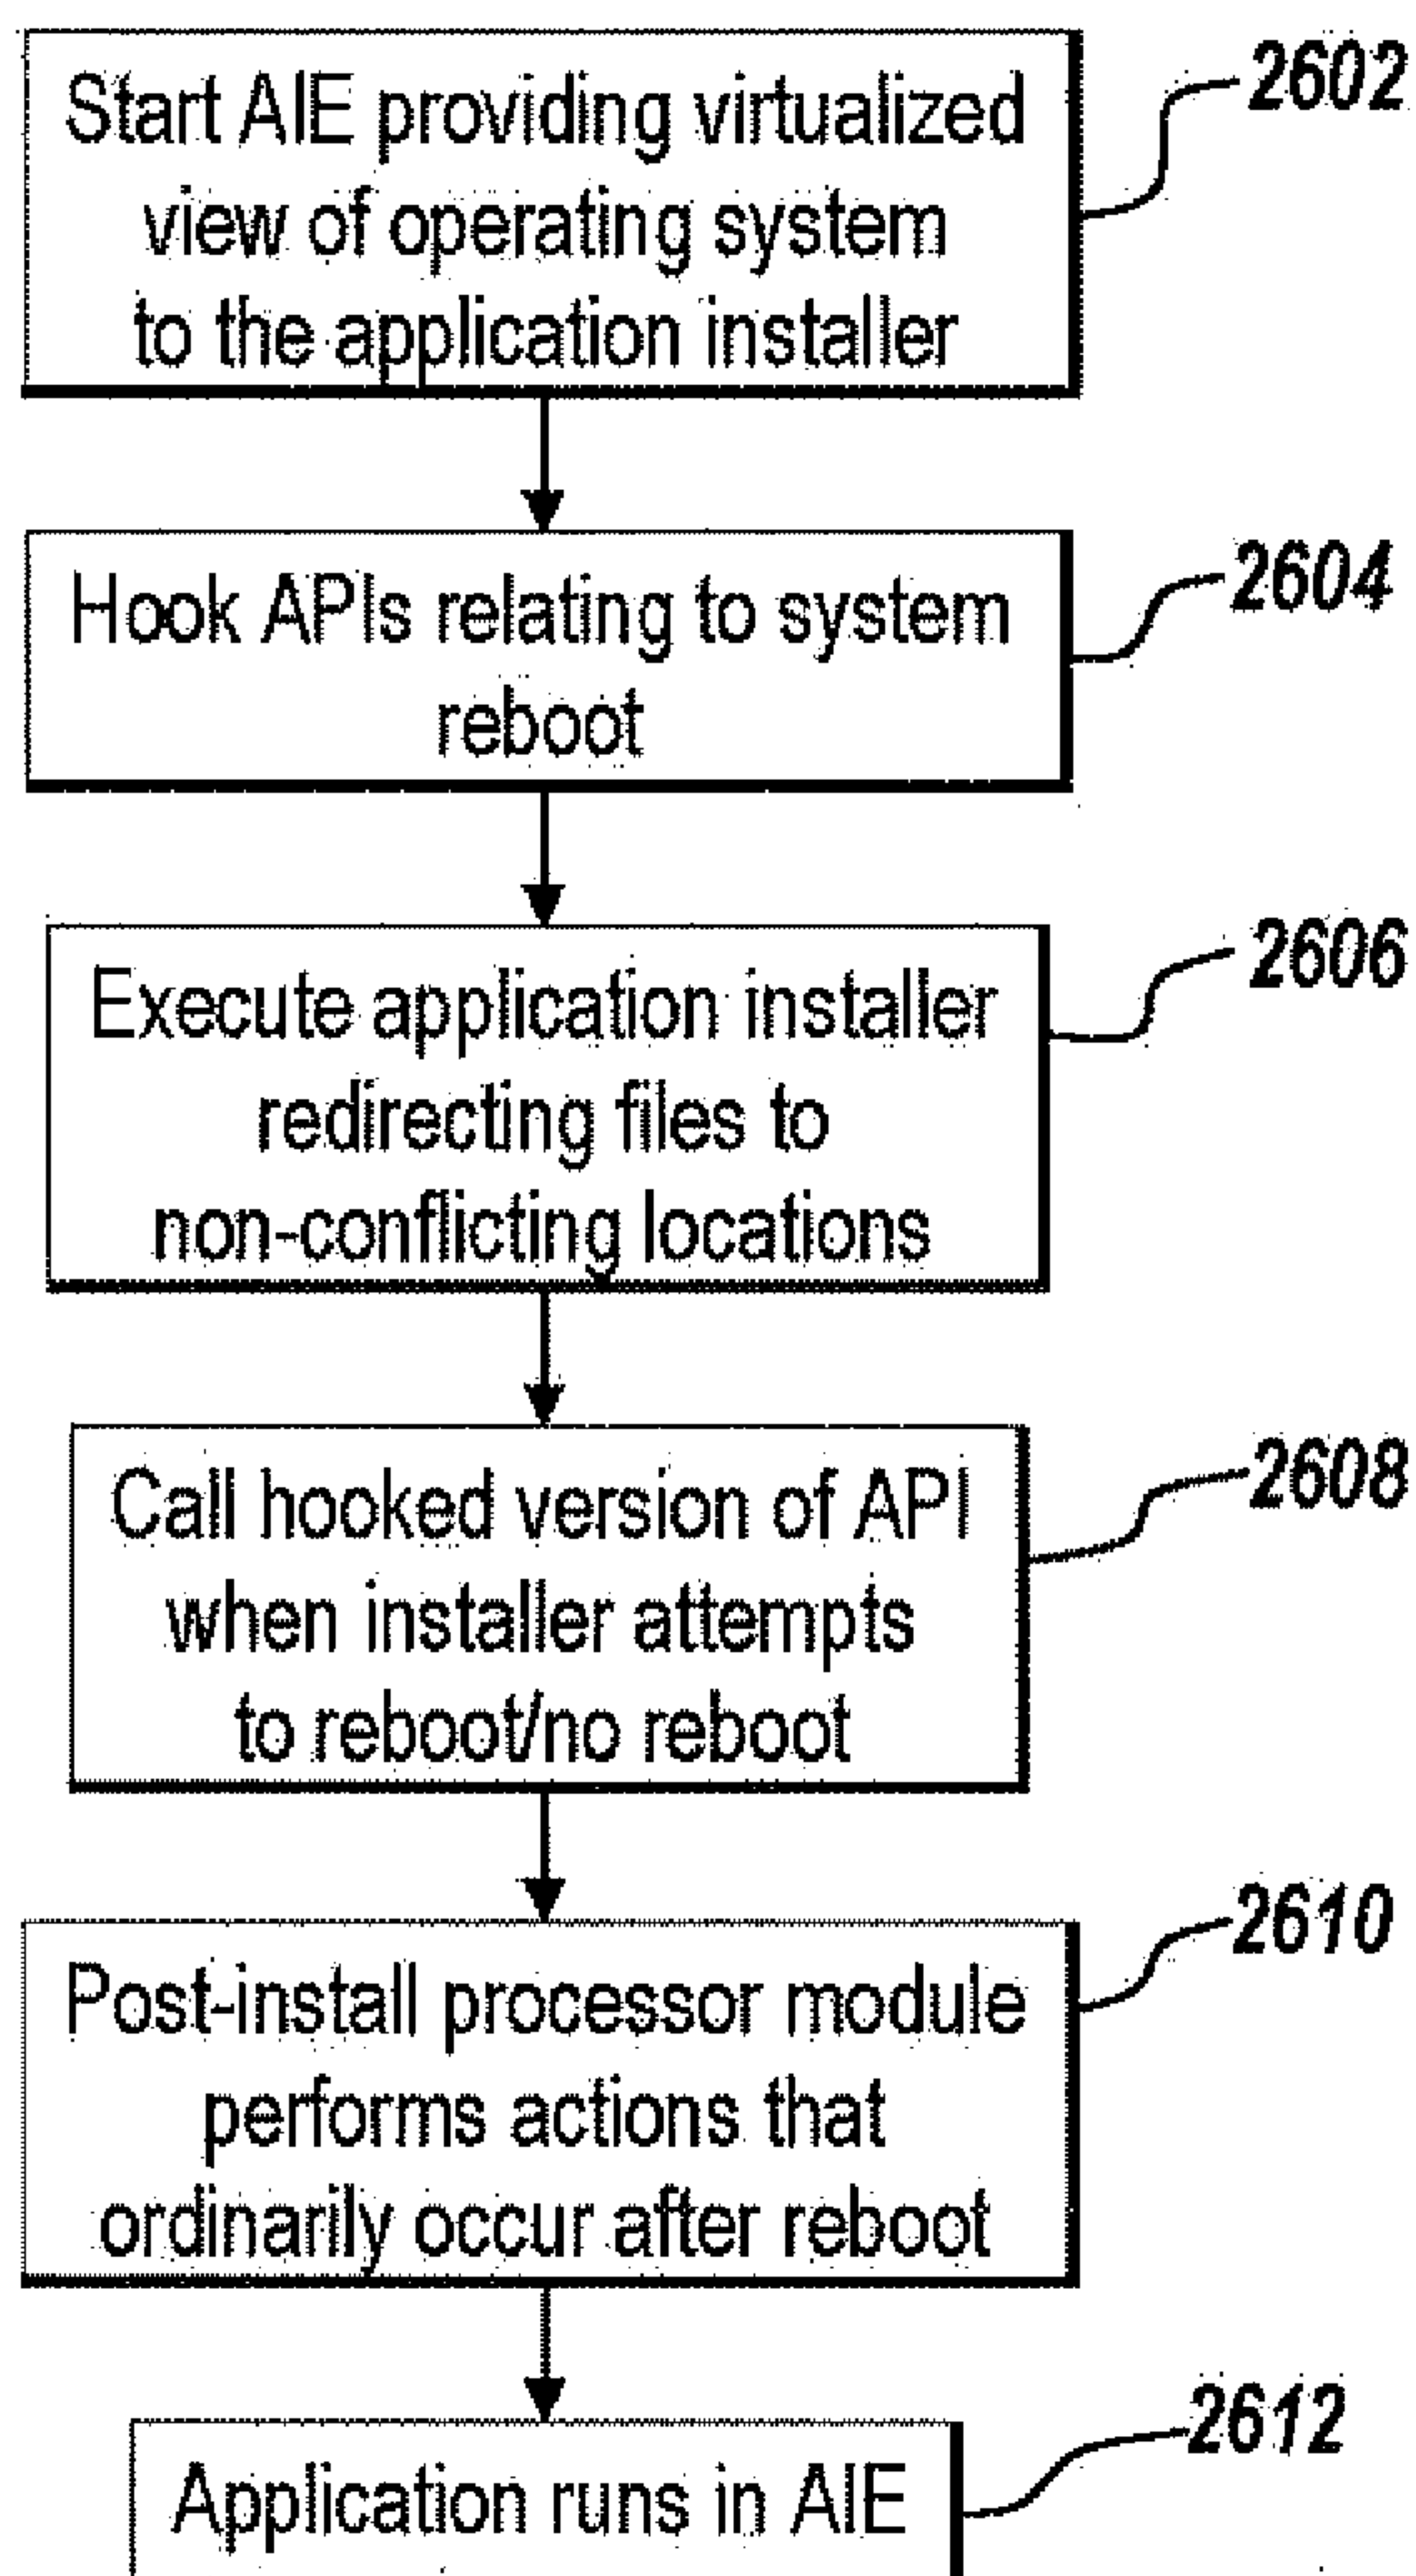 Start AIE providing virtualized
view of operating system
to the application installer
2602
Hook APIs relating to system
reboot
2604
Execute application installer
redirecting files to
non-conflicting locations
2606
Call hooked version of API
when installer attempts
to reboot/no reboot
2608
Post-install processor module
performs actions that
ordinarily occur after reboot
2610
Application runs in AIE
2612